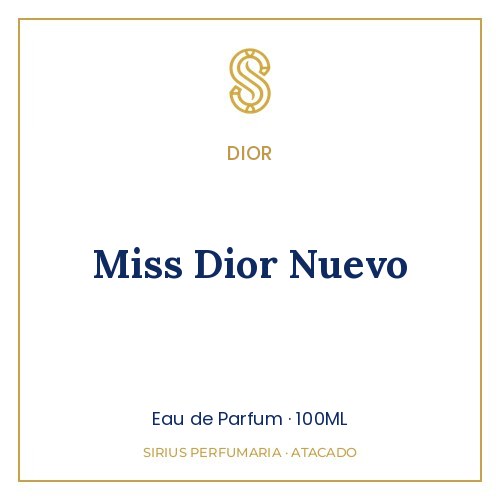 DIOR
Miss Dior Nuevo
Eau de Parfum · 100ML
SIRIUS PERFUMARIA · ATACADO